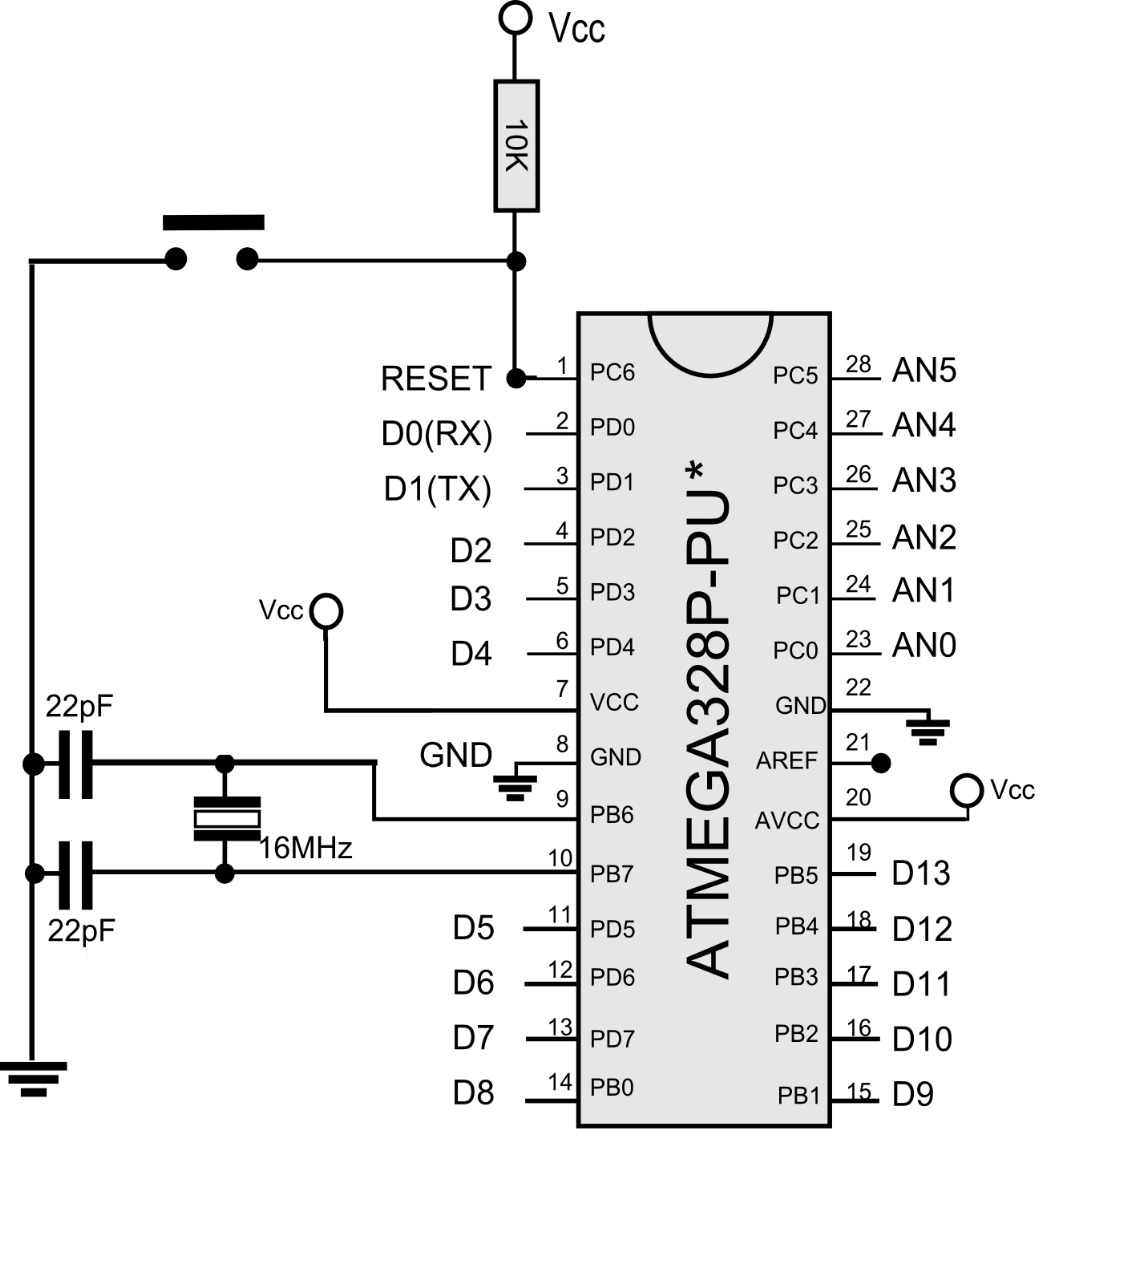 Vcc
10K
RESET 1 PC6
D0(RX) 2 PD0
D1(TX) 3 PD1
D2 4 PD2
D3 5 PD3
D4 6 PD4
Vcc
7 VCC
22pF
GND 8 GND
9 PB6
16MHz
10 PB7
22pF
D5 11 PD5
D6 12 PD6
D7 13 PD7
D8 14 PB0
ATMEGA328P-PU*
PC5 28 AN5
PC4 27 AN4
PC3 26 AN3
PC2 25 AN2
PC1 24 AN1
PC0 23 AN0
GND 22
AREF 21
AVCC 20 Vcc
PB5 19 D13
PB4 18 D12
PB3 17 D11
PB2 16 D10
PB1 15 D9